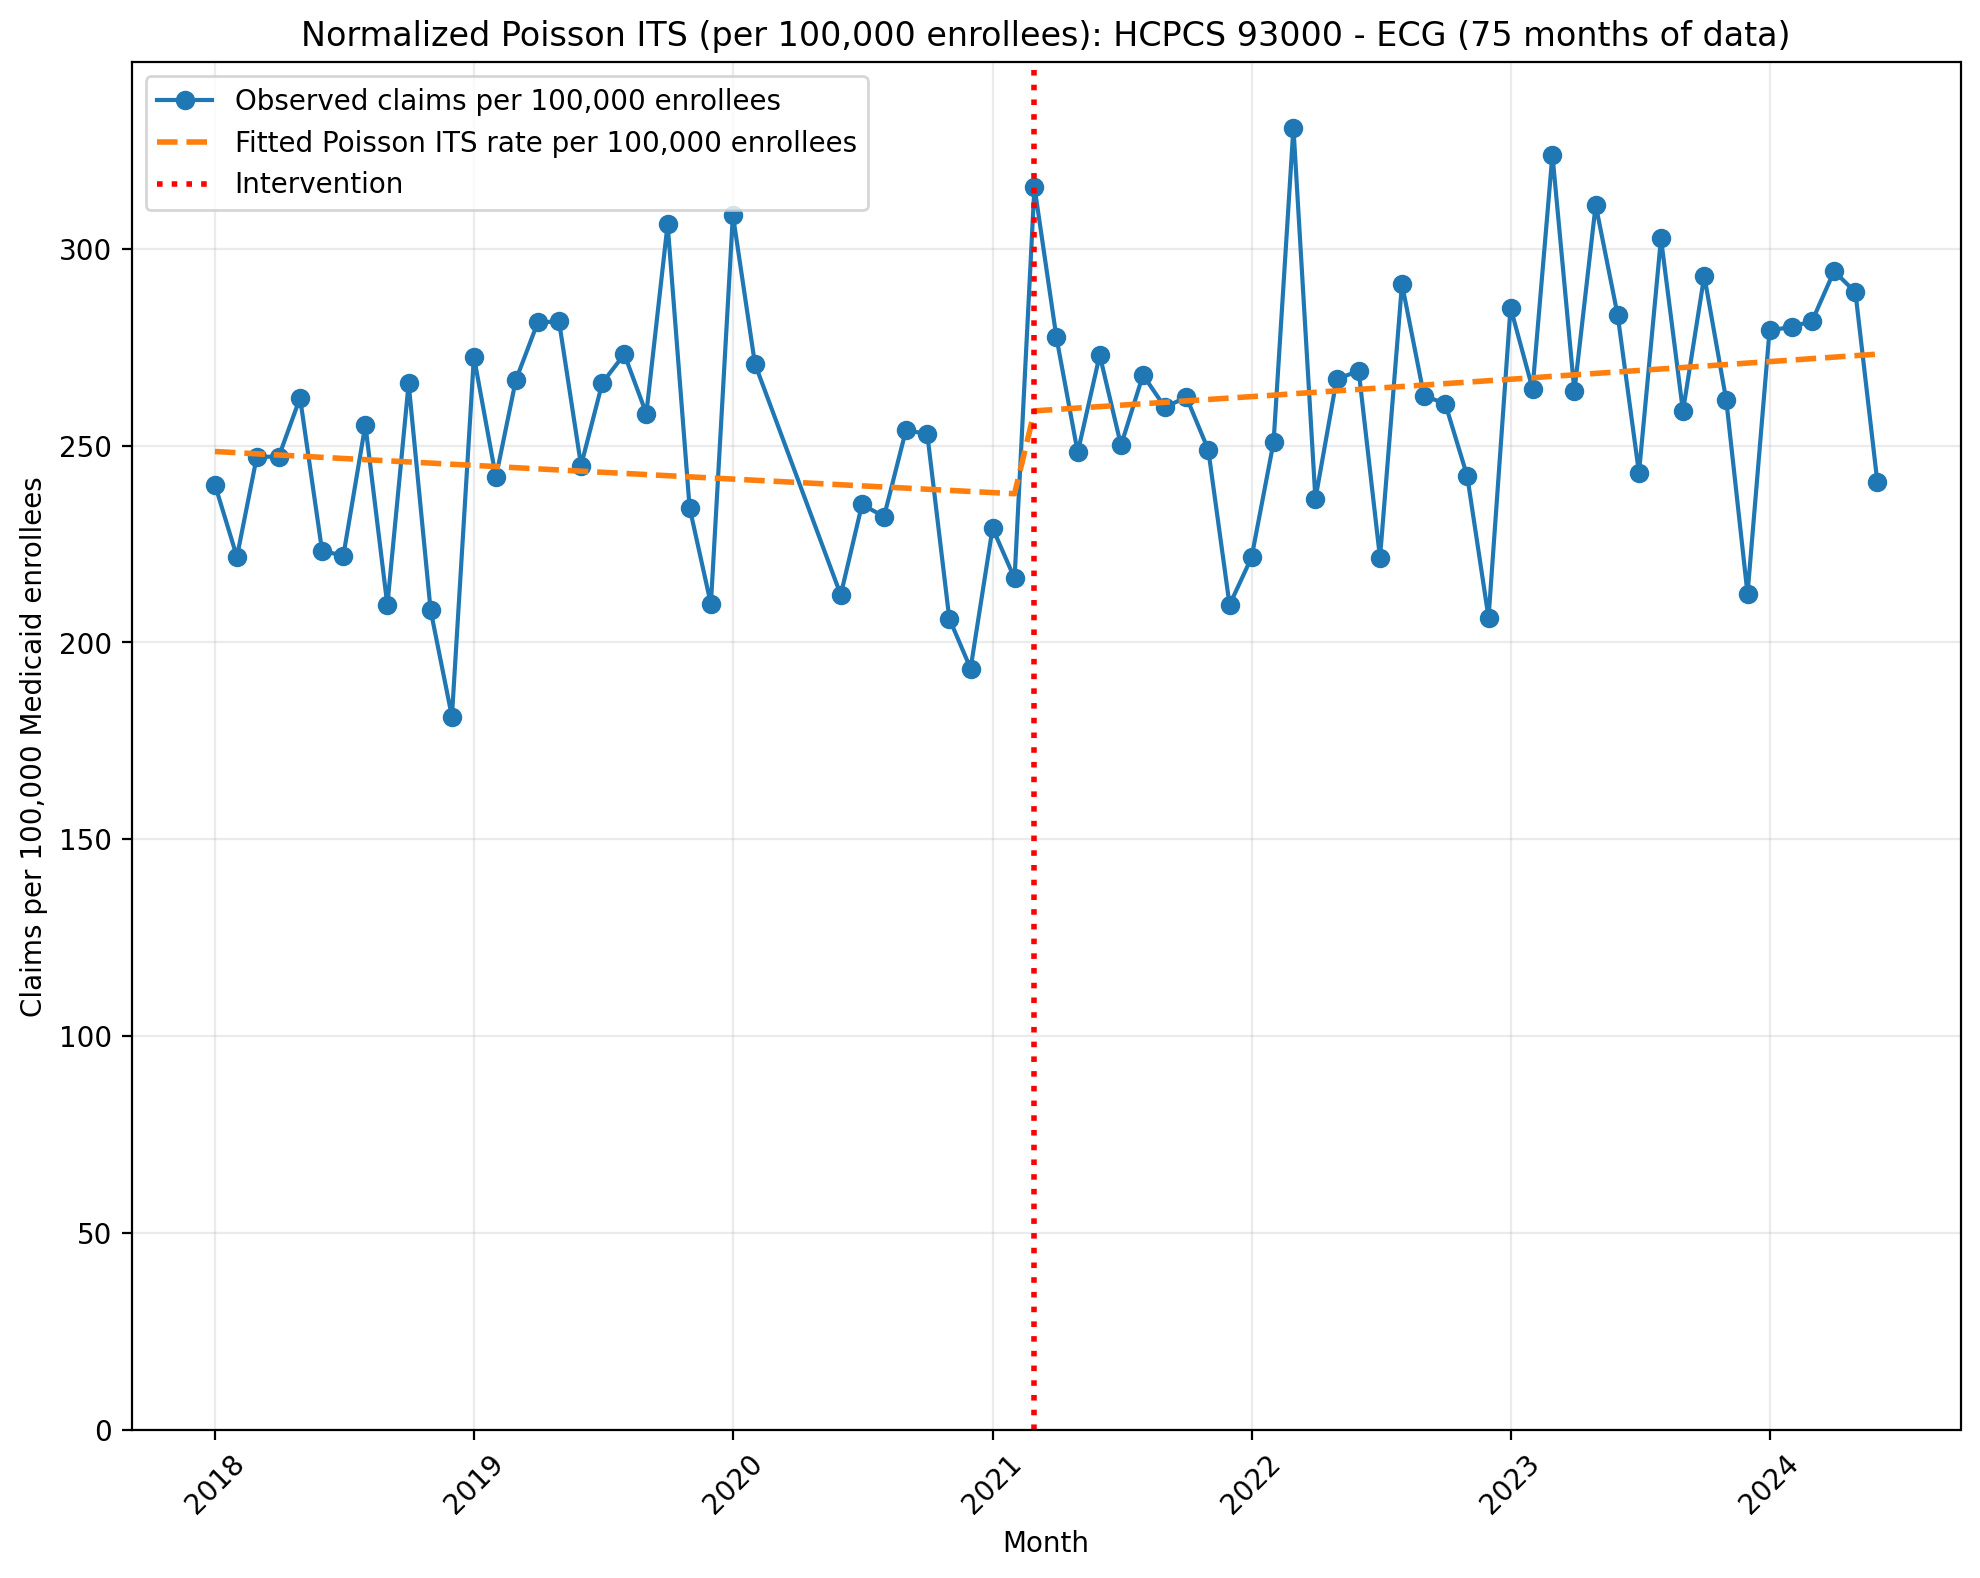 Normalized Poisson ITS (per 100,000 enrollees): HCPCS 93000 - ECG (75 months of data)
Observed claims per 100,000 enrollees
Fitted Poisson ITS rate per 100,000 enrollees
Intervention
Claims per 100,000 Medicaid enrollees
300
250
200
150
100
50
0
2018
2019
2020
2021
2022
2023
2024
Month